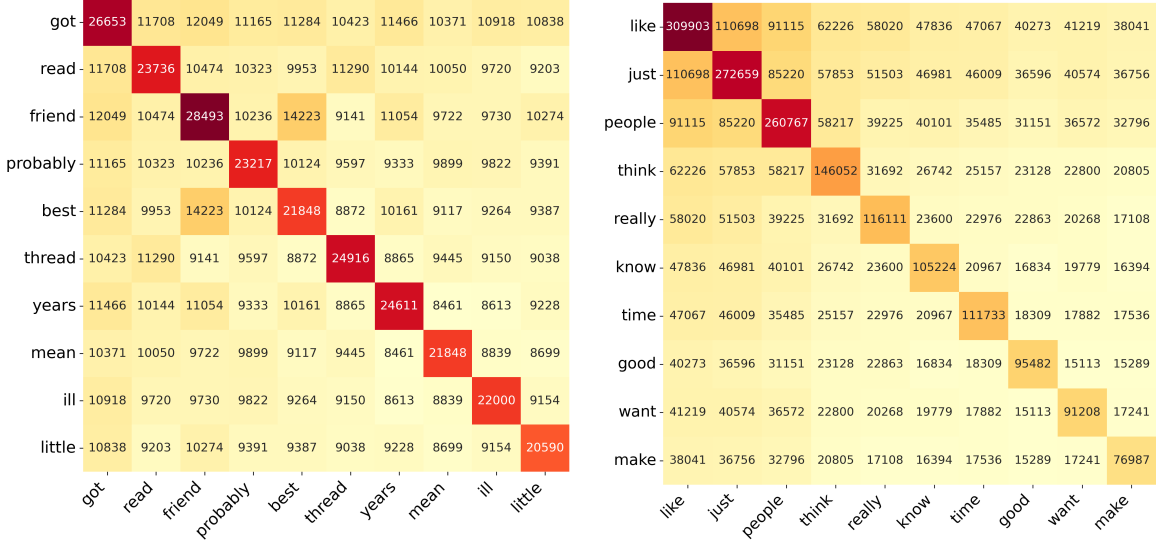 got 26653 11708 12049 11165 11284 10423 11466 10371 10918 10838
read 11708 23736 10474 10323 9953 11290 10144 10050 9720 9203
friend 12049 10474 28493 10236 14223 9141 11054 9722 9730 10274
probably 11165 10323 10236 23217 10124 9597 9333 9899 9822 9391
best 11284 9953 14223 10124 21848 8872 10161 9117 9264 9387
thread 10423 11290 9141 9597 8872 24916 8865 9445 9150 9038
years 11466 10144 11054 9333 10161 8865 24611 8461 8613 9228
mean 10371 10050 9722 9899 9117 9445 8461 21848 8839 8699
ill 10918 9720 9730 9822 9264 9150 8613 8839 22000 9154
little 10838 9203 10274 9391 9387 9038 9228 8699 9154 20590
got read friend probably best thread years mean ill little
like 309903 110698 91115 62226 58020 47836 47067 40273 41219 38041
just 110698 272659 85220 57853 51503 46981 46009 36596 40574 36756
people 91115 85220 260767 58217 39225 40101 35485 31151 36572 32796
think 62226 57853 58217 146052 31692 26742 25157 23128 22800 20805
really 58020 51503 39225 31692 116111 23600 22976 22863 20268 17108
know 47836 46981 40101 26742 23600 105224 20967 16834 19779 16394
time 47067 46009 35485 25157 22976 20967 111733 18309 17882 17536
good 40273 36596 31151 23128 22863 16834 18309 95482 15113 15289
want 41219 40574 36572 22800 20268 19779 17882 15113 91208 17241
make 38041 36756 32796 20805 17108 16394 17536 15289 17241 76987
like just people think really know time good want make